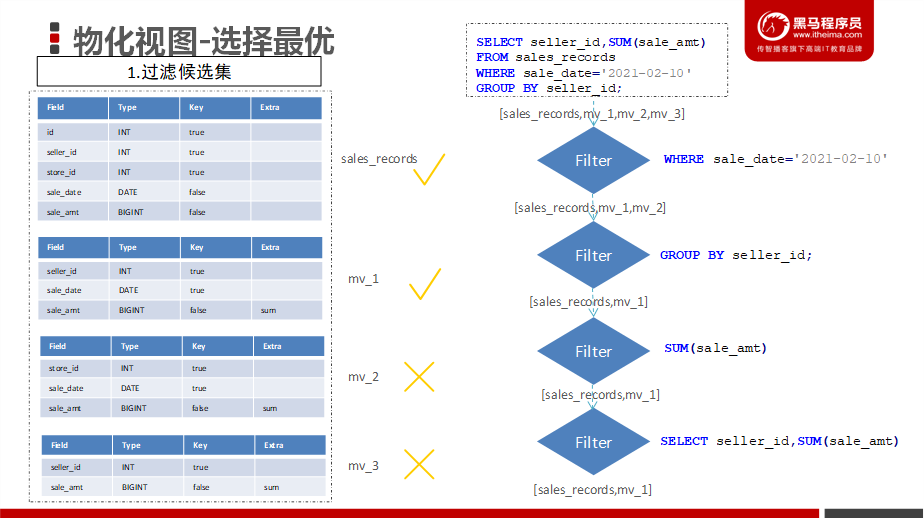 物化视图-选择最优
黑马程序员
www.itheima.com
传智播客旗下高端IT教育品牌
1.过滤候选集
Field Type Key Extra
id INT true
seller_id INT true
store_id INT true
sale_date DATE false
sale_amt BIGINT false
sales_records
Field Type Key Extra
seller_id INT true
sale_date DATE true
sale_amt BIGINT false sum
mv_1
Field Type Key Extra
store_id INT true
sale_date DATE true
sale_amt BIGINT false sum
mv_2
Field Type Key Extra
seller_id INT true
sale_amt BIGINT false sum
mv_3
SELECT seller_id,SUM(sale_amt)
FROM sales_records
WHERE sale_date='2021-02-10'
GROUP BY seller_id;
[sales_records,mv_1,mv_2,mv_3]
Filter
WHERE sale_date='2021-02-10'
[sales_records,mv_1,mv_2]
Filter
GROUP BY seller_id;
[sales_records,mv_1]
Filter
SUM(sale_amt)
[sales_records,mv_1]
Filter
SELECT seller_id,SUM(sale_amt)
[sales_records,mv_1]